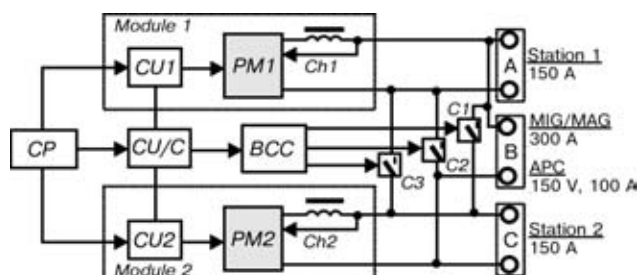 Module 1
CU1
PM1
Ch1
A
Station 1
150 A
C1
MIG/MAG
300 A
B
CP
CU/C
BCC
C2
C3
APC
150 V, 100 A
CU2
PM2
Ch2
C
Station 2
150 A
Module 2